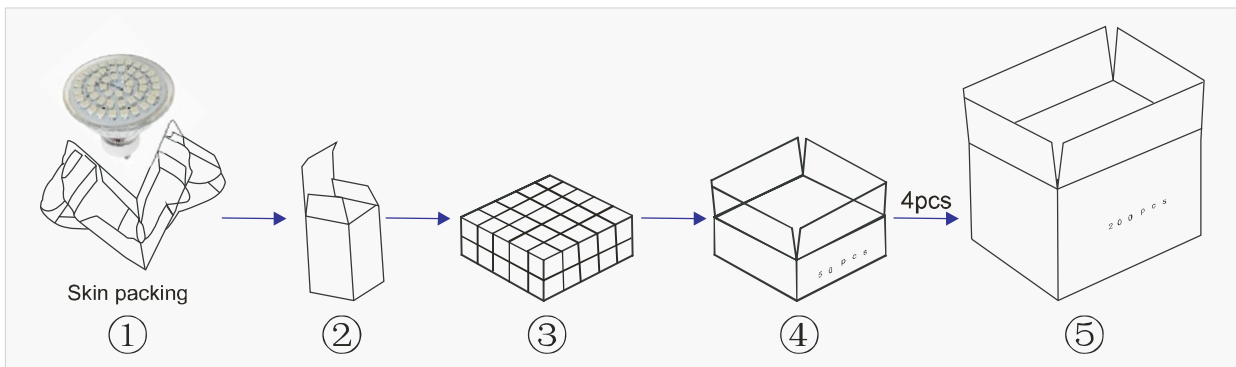 4pcs
200pcs
50pcs
Skin packing
① ② ③ ④ ⑤